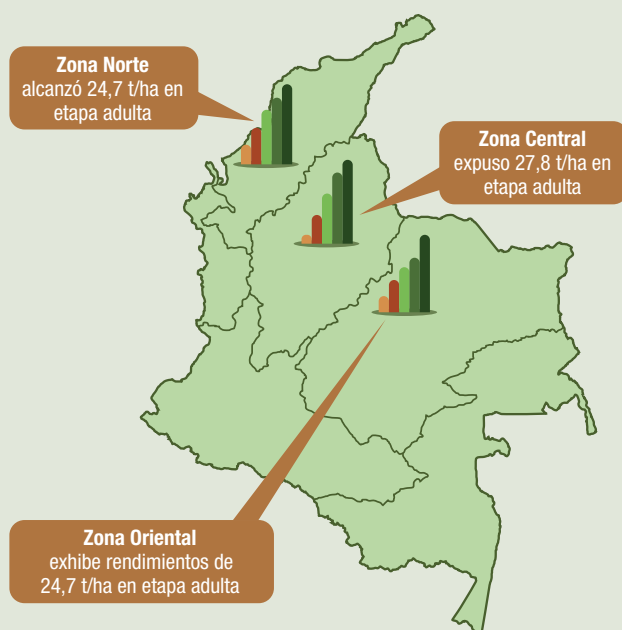 Zona Norte
alcanzó 24,7 t/ha en
etapa adulta
Zona Central
expuso 27,8 t/ha en
etapa adulta
Zona Oriental
exhibe rendimientos de
24,7 t/ha en etapa adulta